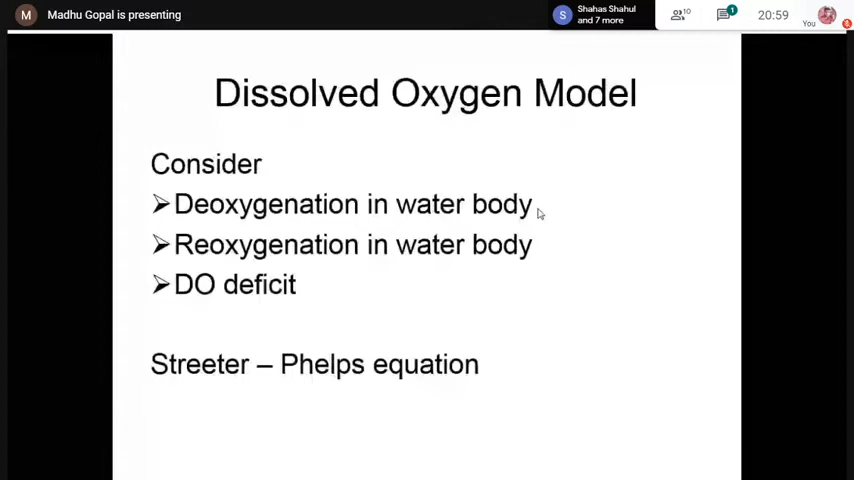 M Madhu Gopal is presenting
S Shahas Shahul
and 7 more
10
1
20:59
You
Dissolved Oxygen Model
Consider
➢Deoxygenation in water body
➢Reoxygenation in water body
➢DO deficit
Streeter – Phelps equation